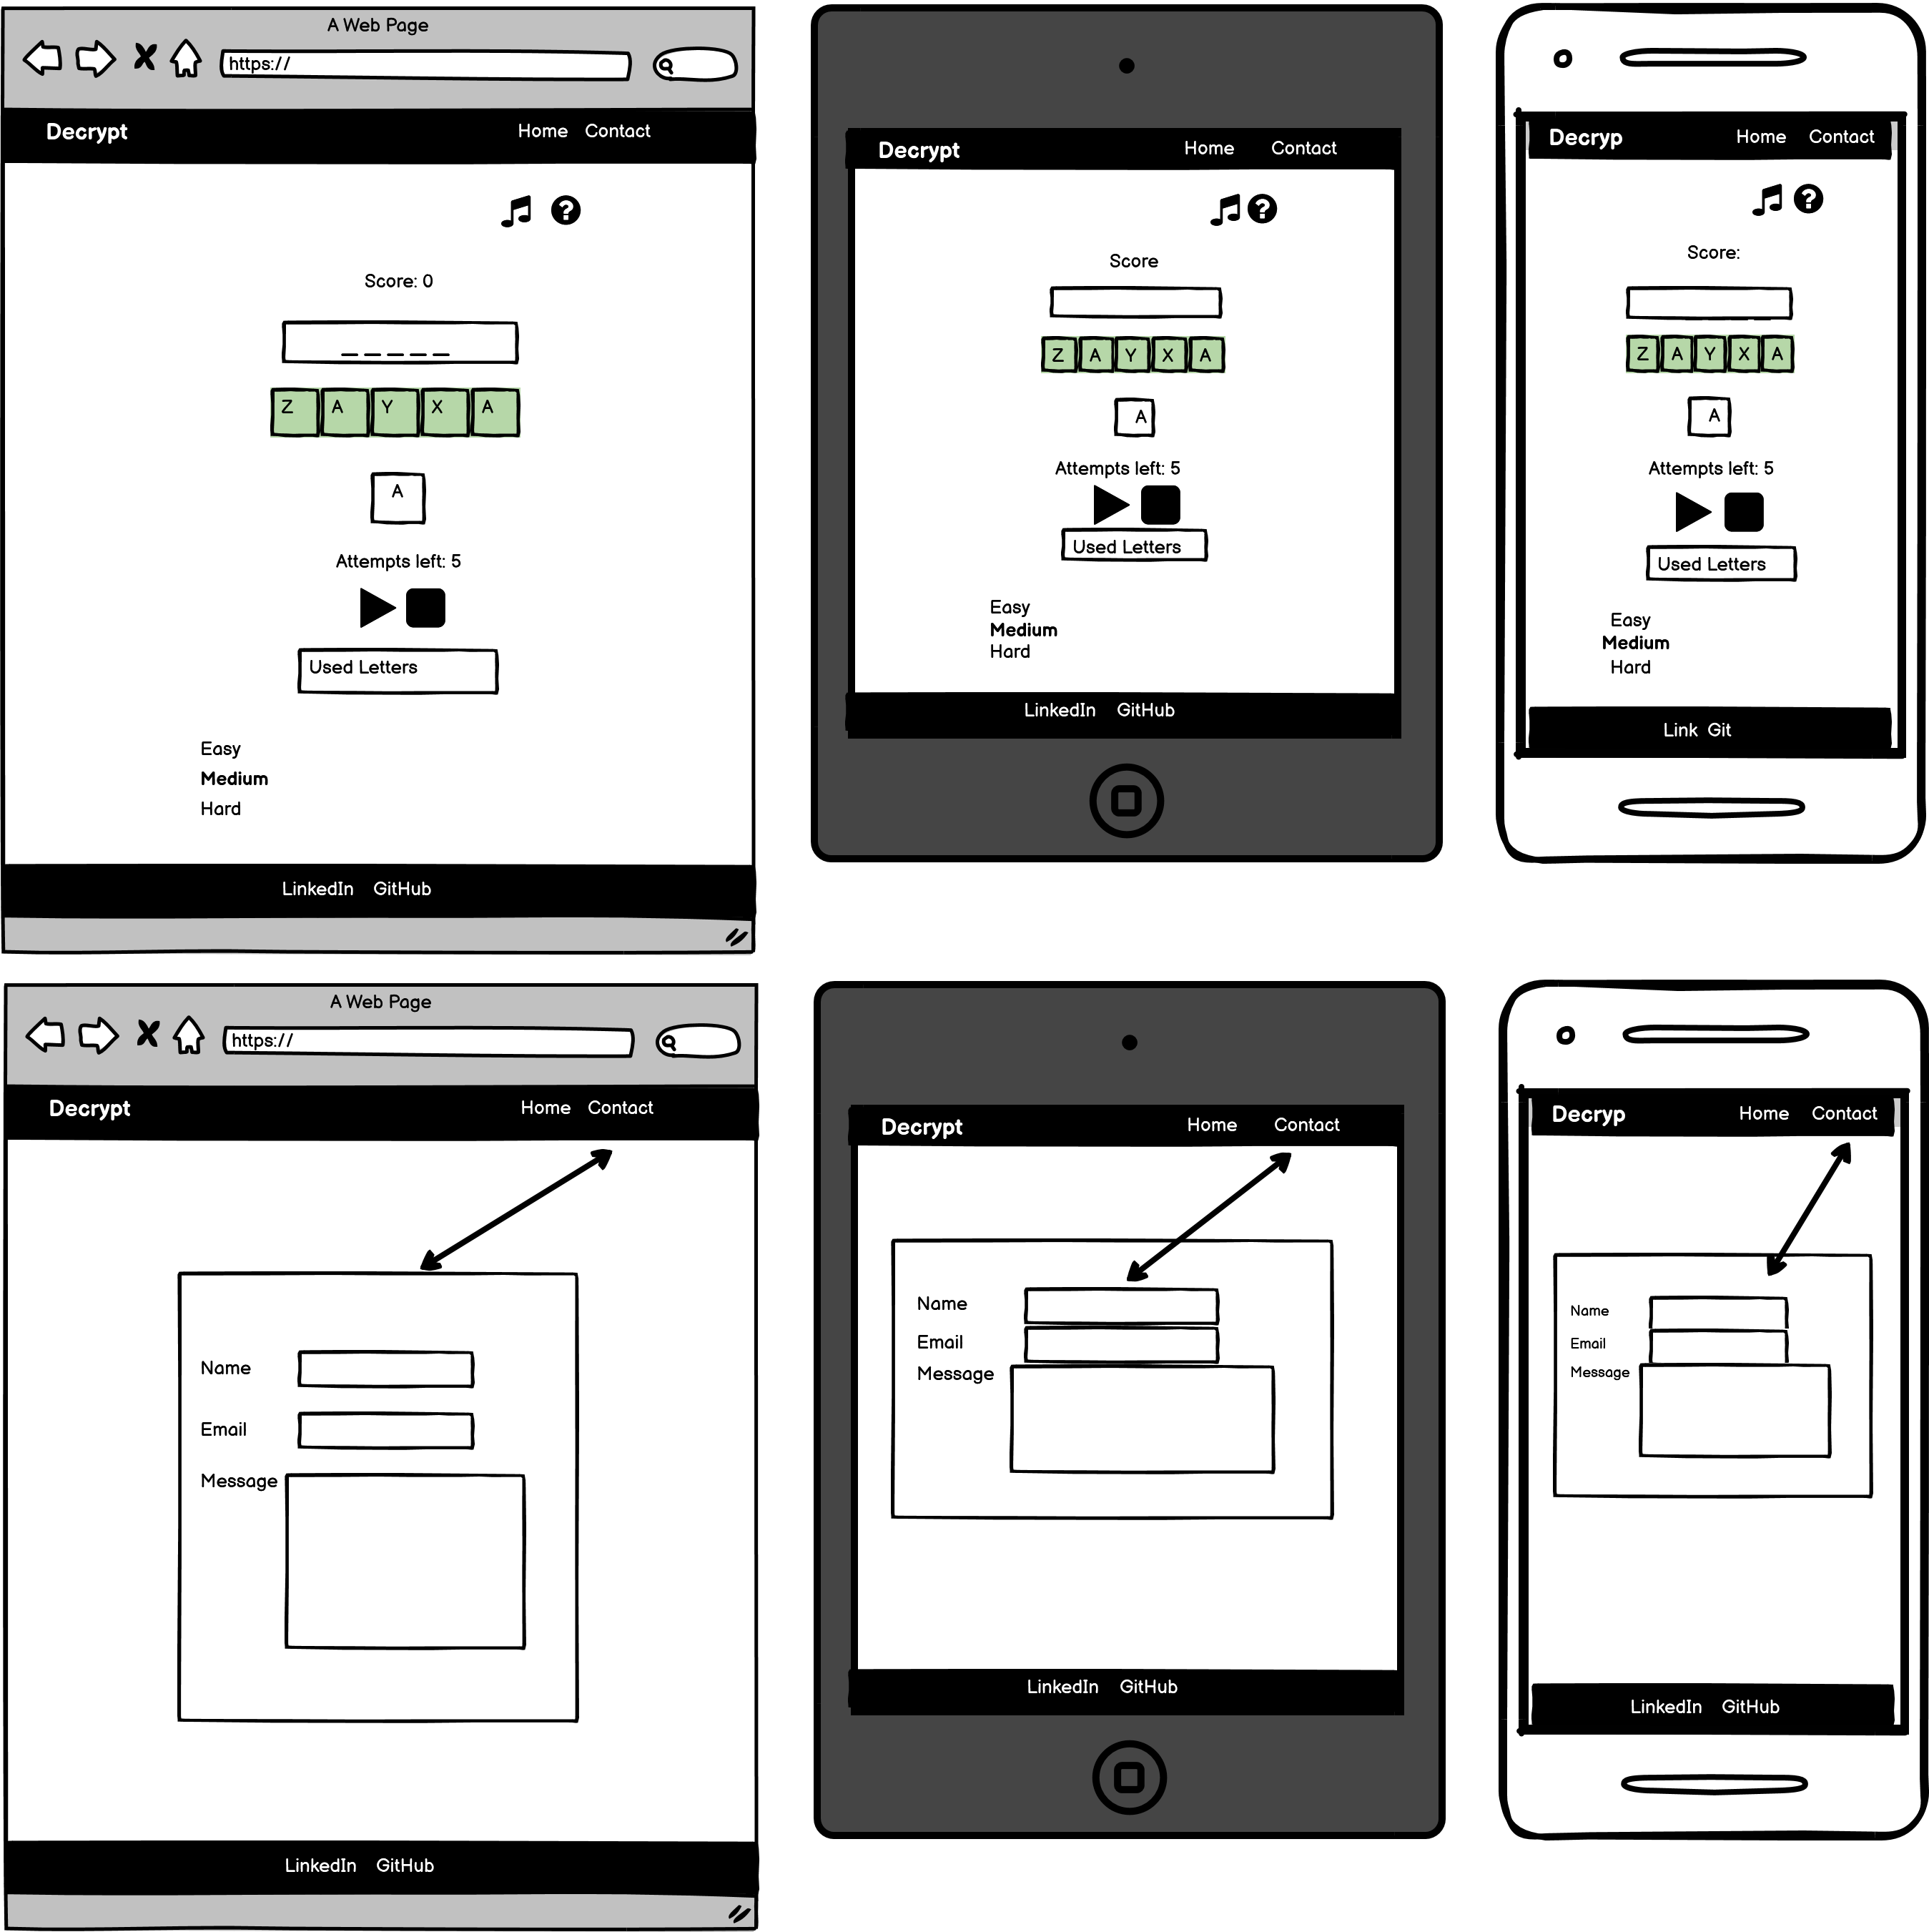 A Web Page
https://
Decrypt Home Contact
Score: 0
_ _ _ _ _
Z A Y X A
A
Attempts left: 5
Used Letters
Easy
Medium
Hard
LinkedIn GitHub
Decrypt Home Contact
?
Score
Z A Y X A
A
Attempts left: 5
Used Letters
Easy
Medium
Hard
LinkedIn GitHub
Decryp Home Contact
?
Score:
Z A Y X A
A
Attempts left: 5
Used Letters
Easy
Medium
Hard
Link Git
A Web Page
https://
Decrypt Home Contact
Name
Email
Message
LinkedIn GitHub
Decrypt Home Contact
Name
Email
Message
LinkedIn GitHub
Decryp Home Contact
Name
Email
Message
LinkedIn GitHub